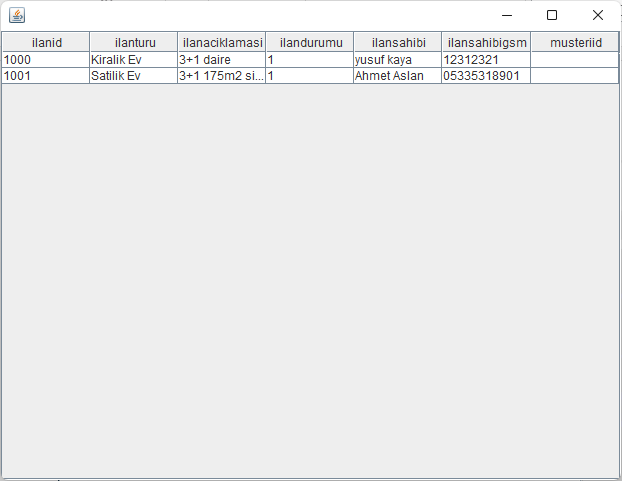 ilanid ilanturu ilanaciklamasi ilandurumu ilansahibi ilansahibigsm musteriid
1000 Kiralik Ev 3+1 daire 1 yusuf kaya 12312321
1001 Satilik Ev 3+1 175m2 si... 1 Ahmet Aslan 05335318901